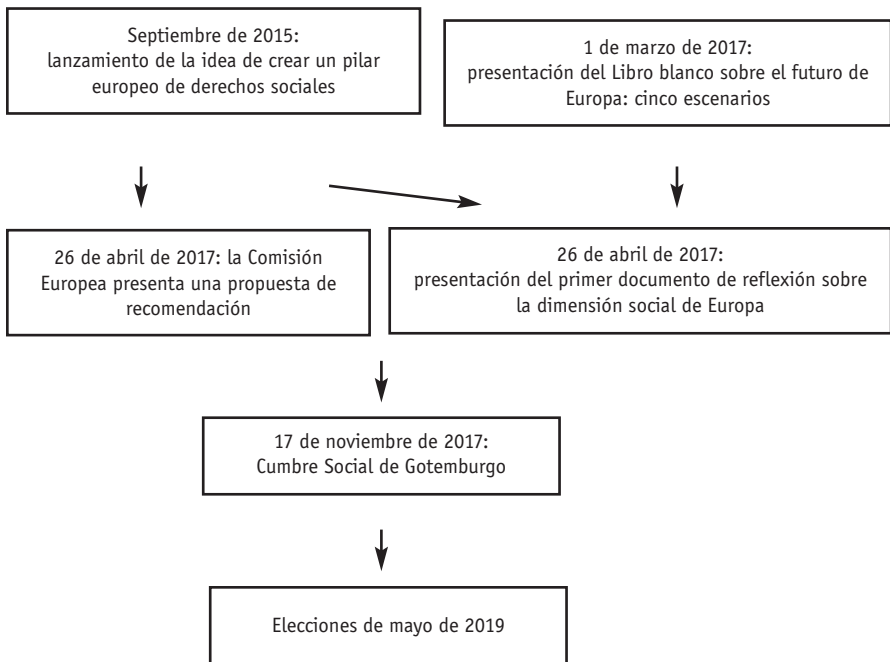 Septiembre de 2015:
lanzamiento de la idea de crear un pilar
europeo de derechos sociales
1 de marzo de 2017:
presentación del Libro blanco sobre el futuro de
Europa: cinco escenarios
26 de abril de 2017: la Comisión
Europea presenta una propuesta de
recomendación
26 de abril de 2017:
presentación del primer documento de reflexión sobre
la dimensión social de Europa
17 de noviembre de 2017:
Cumbre Social de Gotemburgo
Elecciones de mayo de 2019